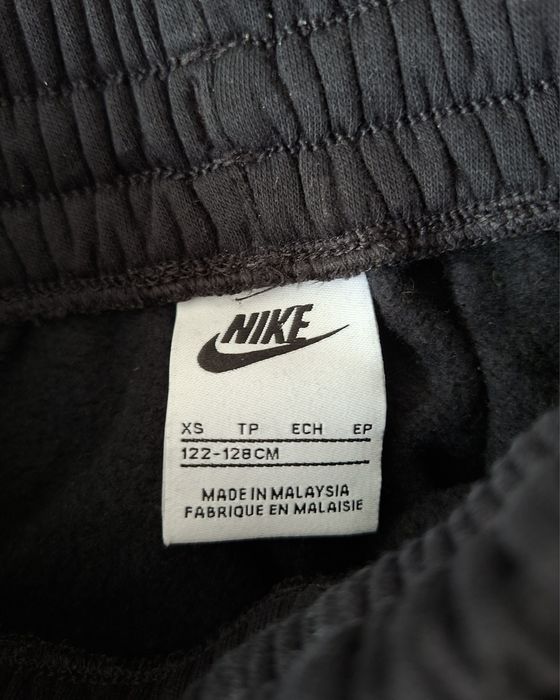 NIKE
XS TP ECH EP
122-128CM
MADE IN MALAYSIA
FABRIQUE EN MALAISIE